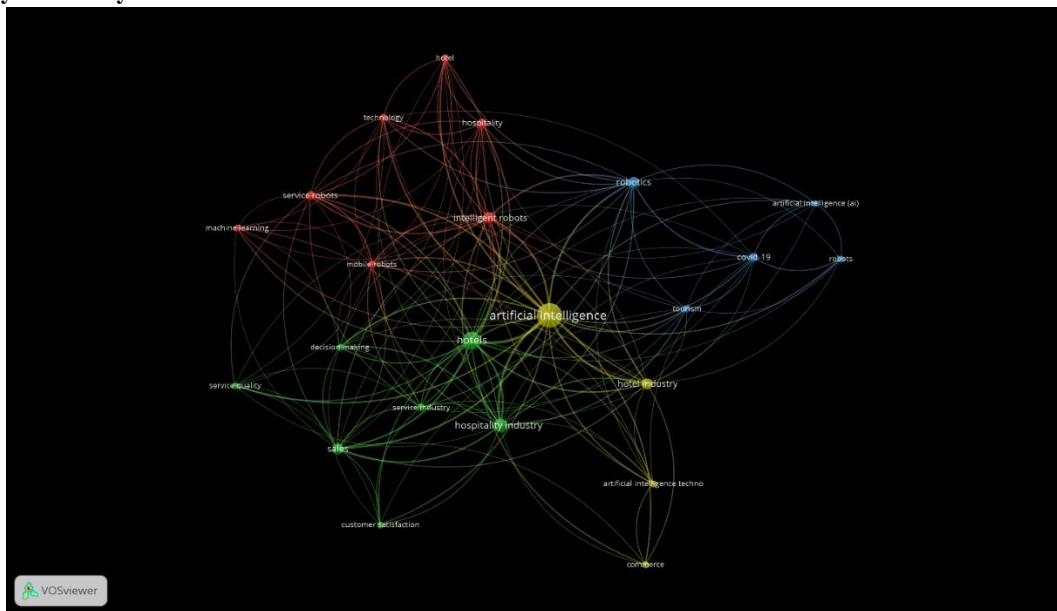 hotel
technology
hospitality
robotics
service robots
artificial intelligence (ai)
intelligent robots
machine learning
covid-19
robots
mobile robots
tourism
artificial intelligence
hotels
decision making
hotel industry
service quality
service industry
hospitality industry
sales
artificial intelligence techno
customer satisfaction
commerce
VOSviewer